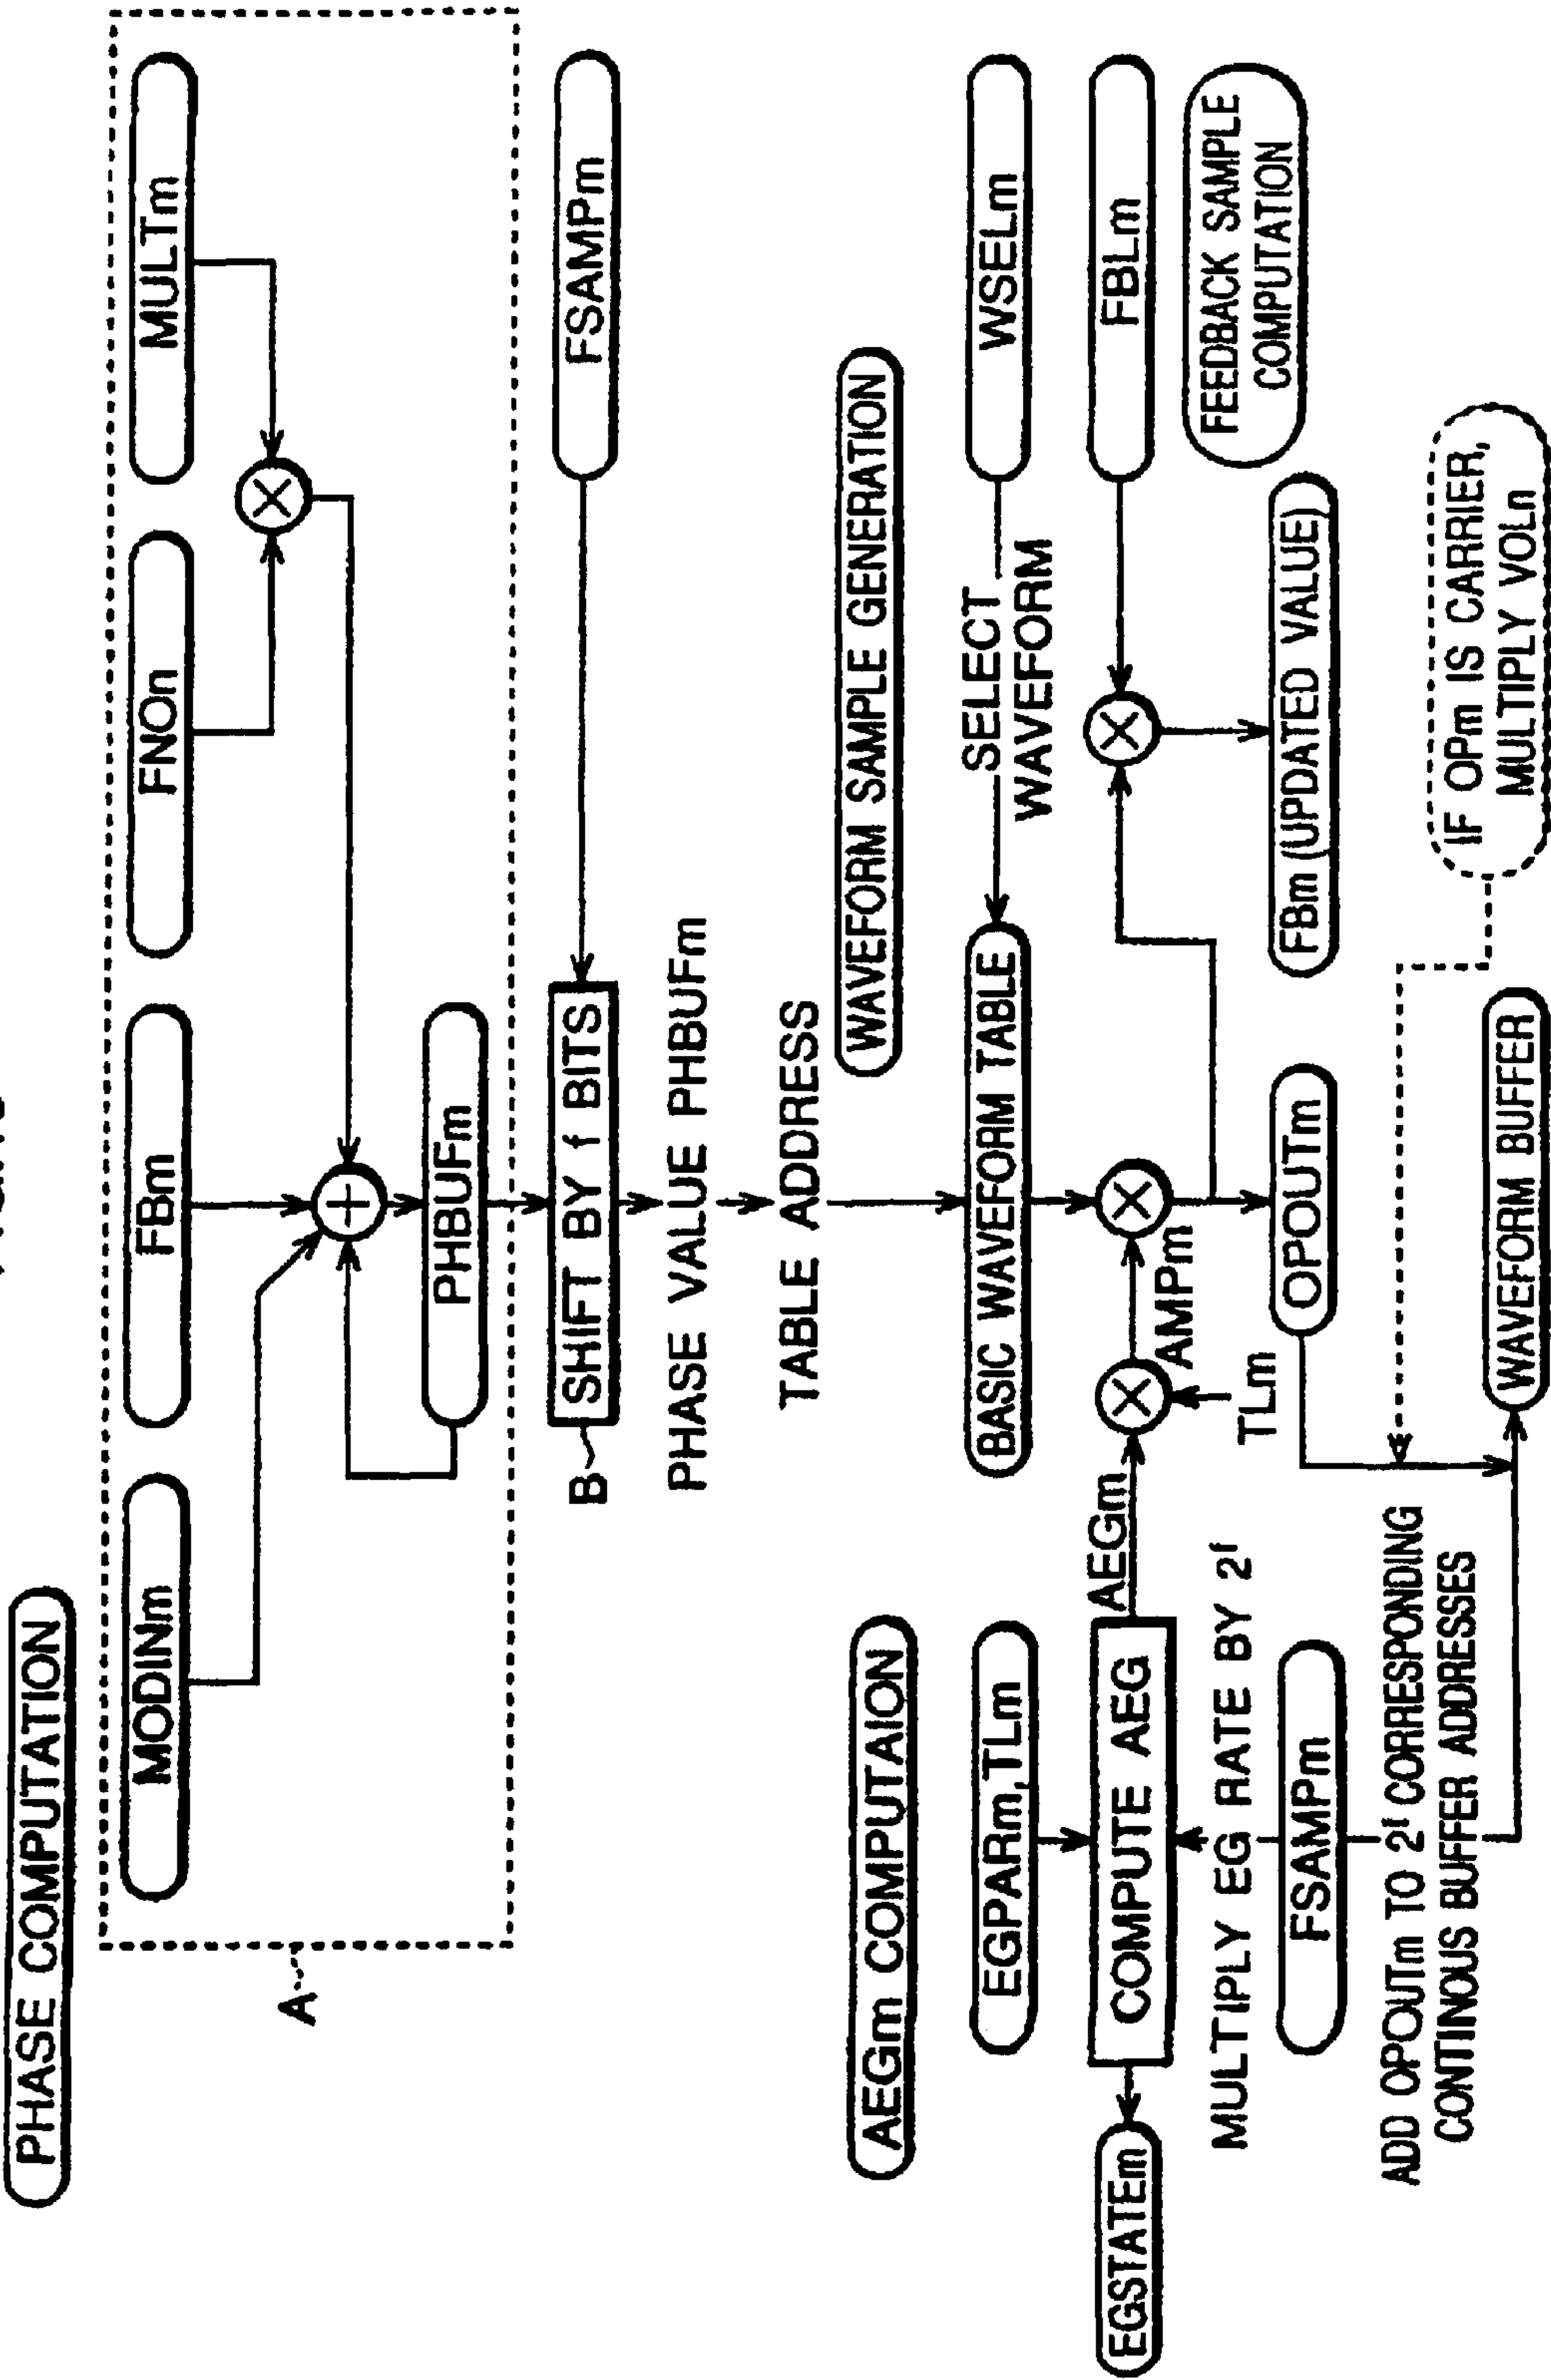 PHASE COMPUTATION
MODINm
FBm
FNOn
MULTm
A
PHBUFm
B
SHIFT BY f BITS
FSAMPm
PHASE VALUE PHBUFm
TABLE ADDRESS
AEGm COMPUTAION
WAVEFORM SAMPLE GENERATION
EGPARm,TLm
BASIC WAVEFORM TABLE
SELECT
WAVEFORM
WSELm
EGSTATEm
COMPUTE AEG
AEGm
AMPm
TLm
FBLm
MULTIPLY EG RATE BY 2f
FEEDBACK SAMPLE
COMPUTATION
FSAMPm
OPOUTm
FBm (UPDATED VALUE)
ADD OPOUTm TO 2f CORRESPONDING
CONTINOUS BUFFER ADDRESSES
IF OPm IS CARRIER,
MULTIPLY VOLn
WAVEFORM BUFFER